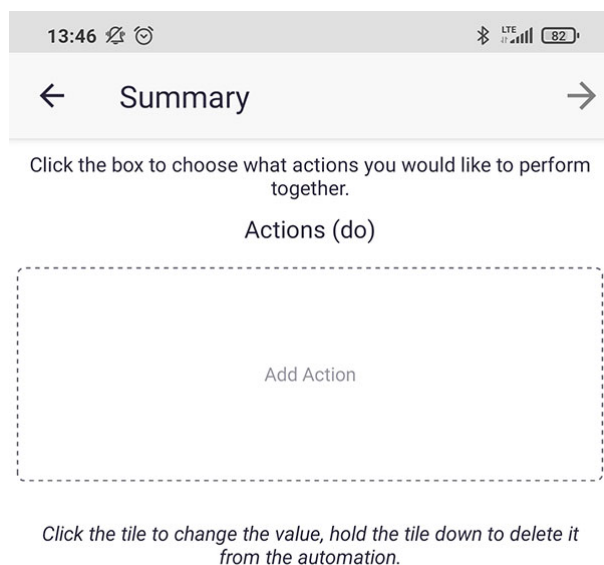 13:46 LTE 82
Summary
Click the box to choose what actions you would like to perform
together.
Actions (do)
Add Action
Click the tile to change the value, hold the tile down to delete it
from the automation.